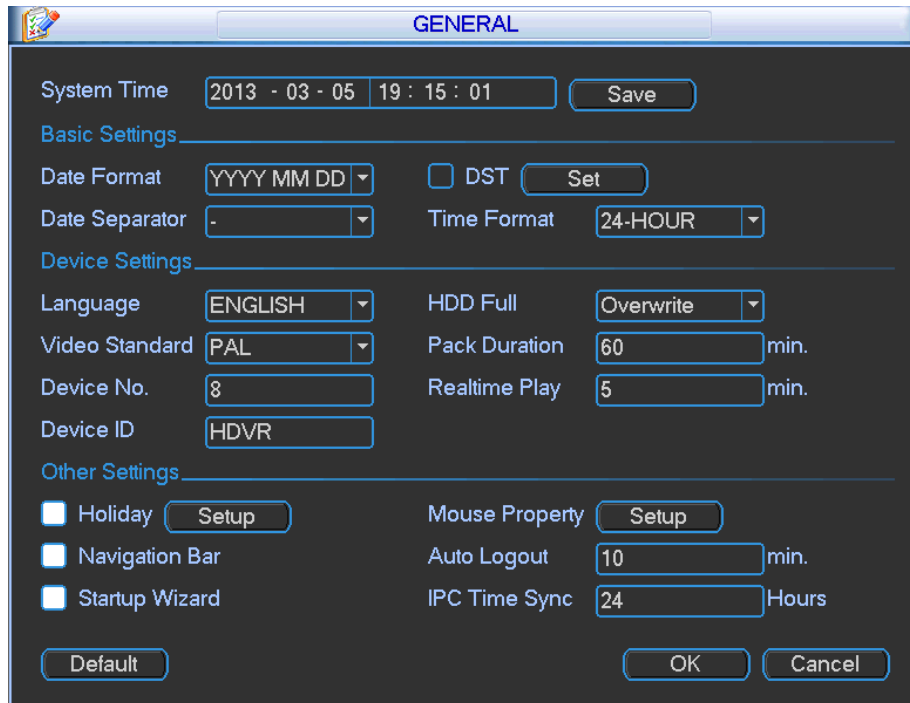 GENERAL
System Time 2013 - 03 - 05 19 : 15 : 01 Save
Basic Settings
Date Format YYYY MM DD DST Set
Date Separator - Time Format 24-HOUR
Device Settings
Language ENGLISH HDD Full Overwrite
Video Standard PAL Pack Duration 60 min.
Device No. 8 Realtime Play 5 min.
Device ID HDVR
Other Settings
Holiday Setup Mouse Property Setup
Navigation Bar Auto Logout 10 min.
Startup Wizard IPC Time Sync 24 Hours
Default OK Cancel